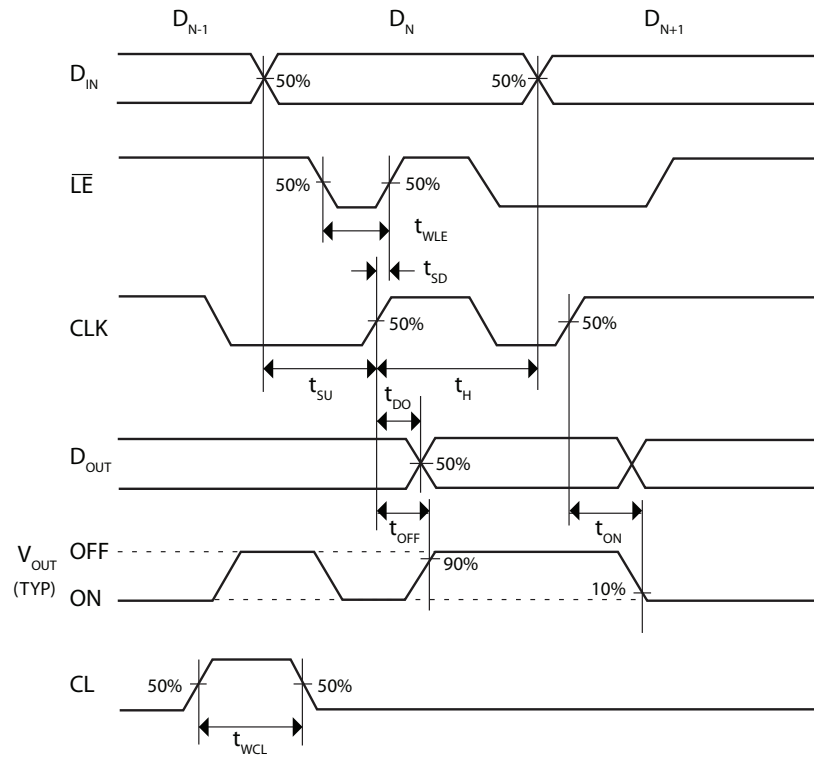 D_N-1 D_N D_N+1
D_IN 50% 50%
L̅E̅ 50% 50%
t_WLE
t_SD
CLK 50% 50%
t_SU t_DO t_H
D_OUT 50%
t_OFF t_ON
V_OUT OFF 90%
(TYP) ON 10%
CL 50% 50%
t_WCL